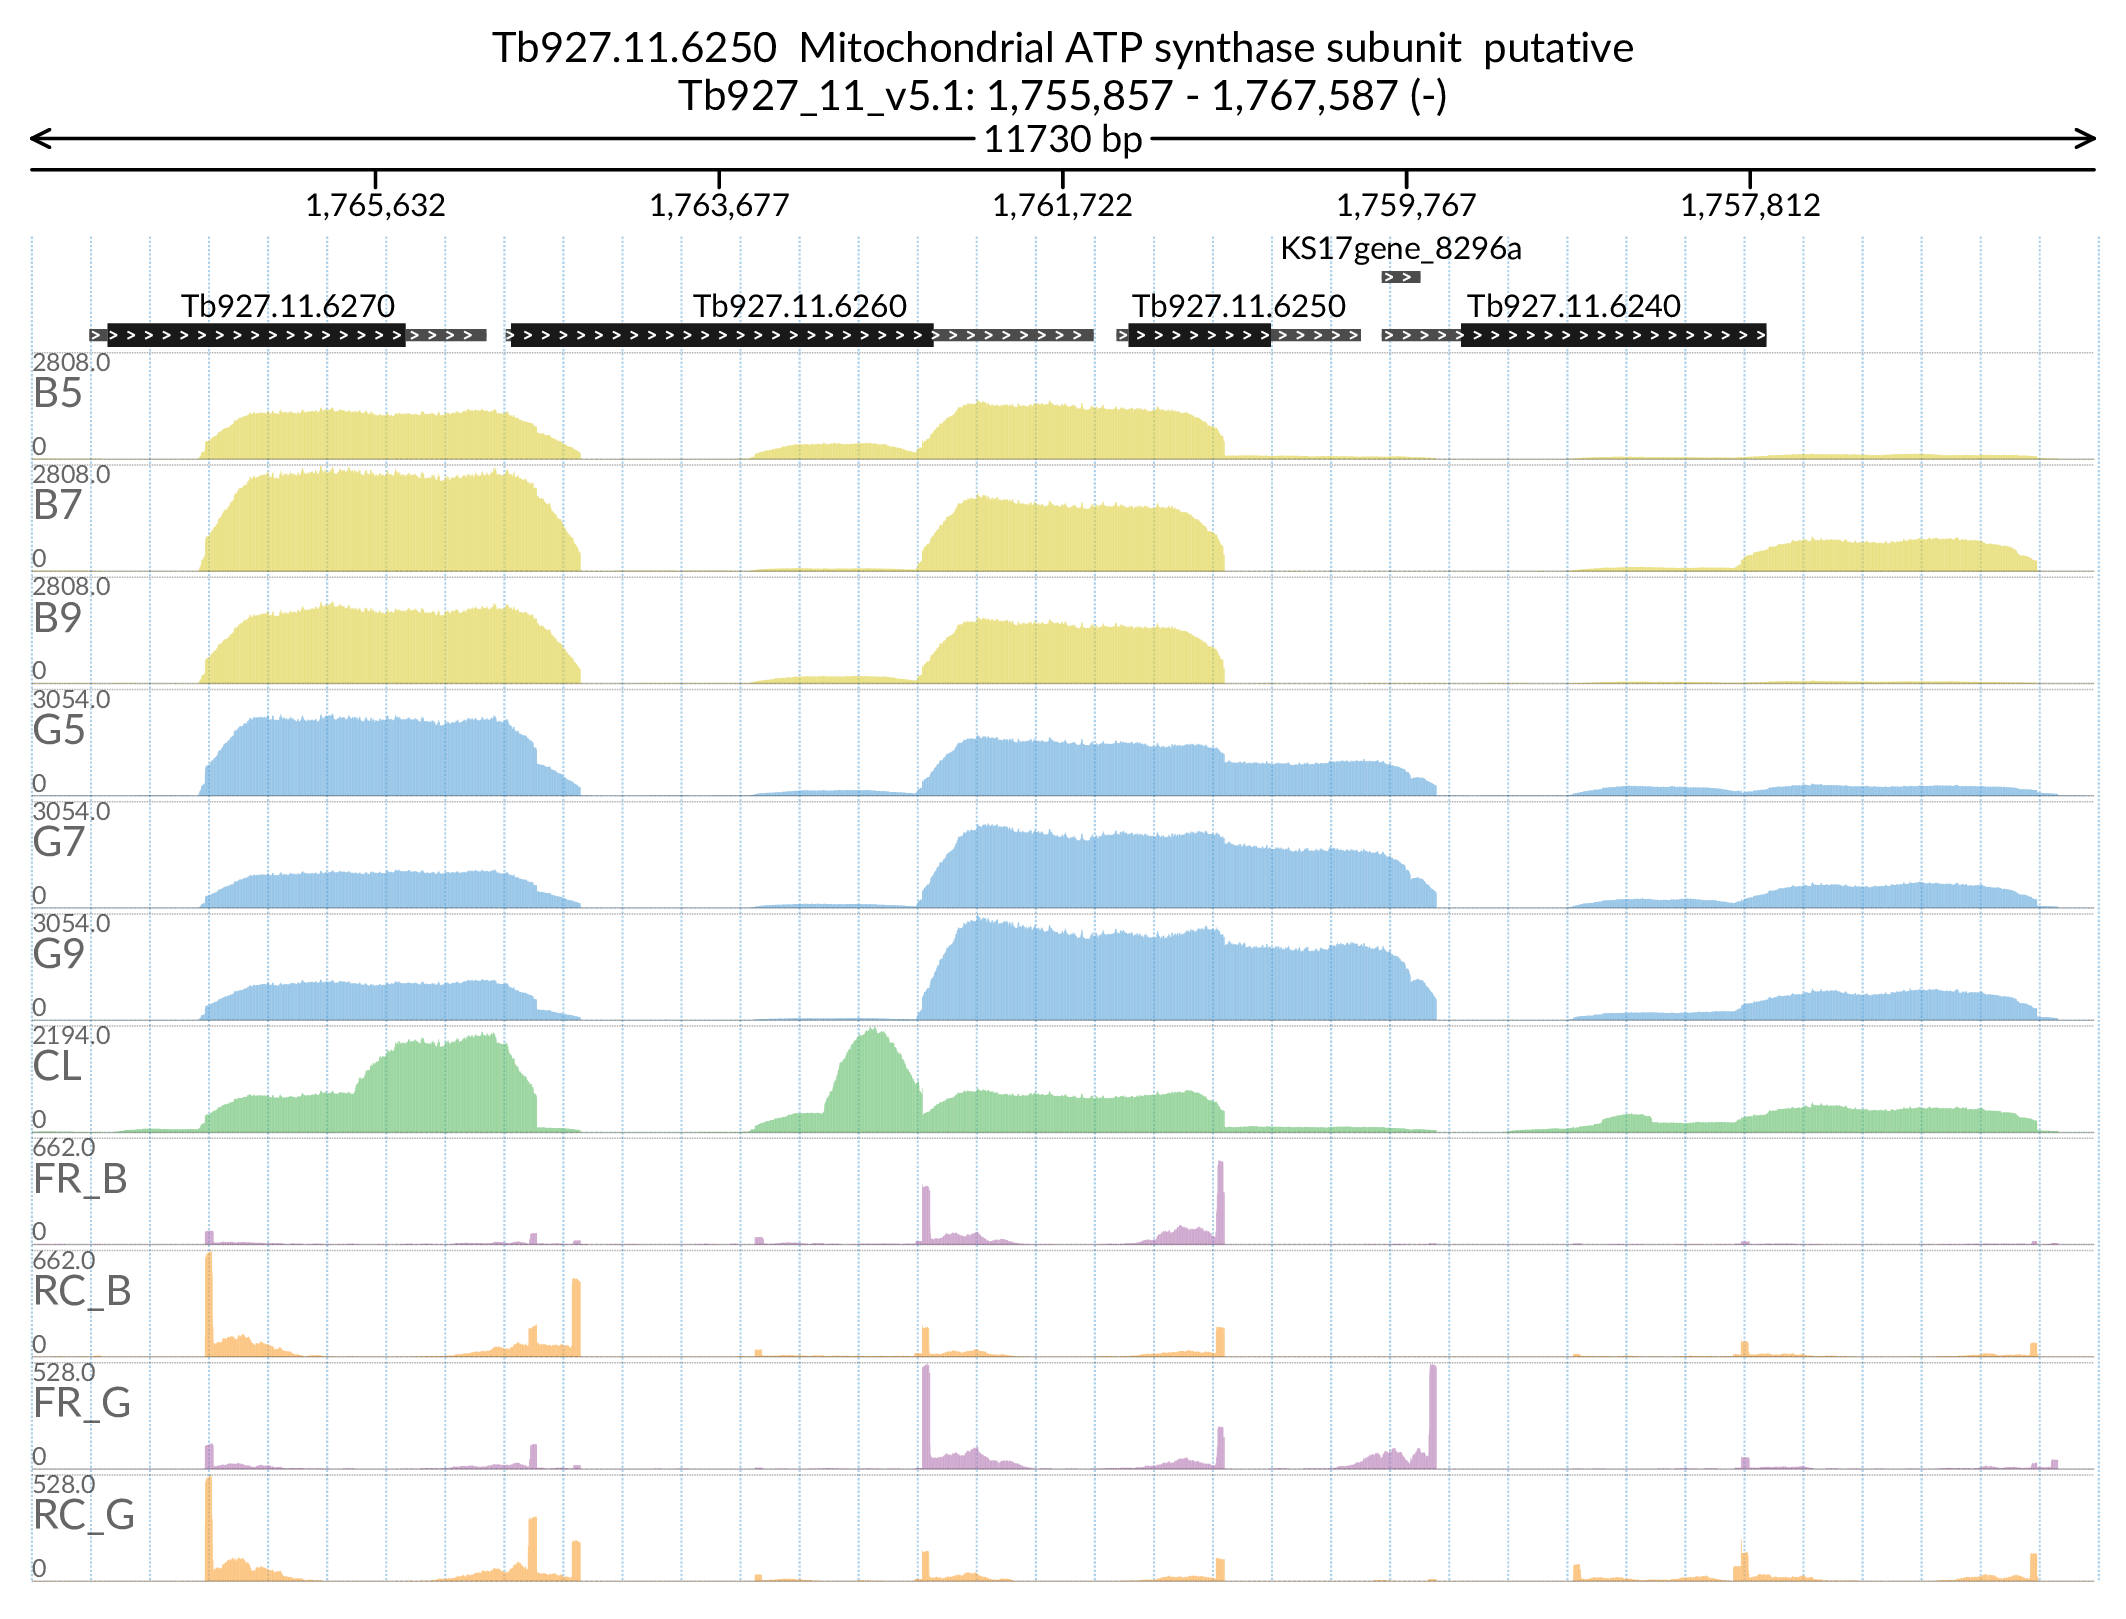 Tb927.11.6250  Mitochondrial ATP synthase subunit  putative
Tb927_11_v5.1: 1,755,857 - 1,767,587 (-)
11730 bp
1,765,632 1,763,677 1,761,722 1,759,767 1,757,812
KS17gene_8296a
Tb927.11.6270 Tb927.11.6260 Tb927.11.6250 Tb927.11.6240
2808.0
B5
0
2808.0
B7
0
2808.0
B9
0
3054.0
G5
0
3054.0
G7
0
3054.0
G9
0
2194.0
CL
0
662.0
FR_B
0
662.0
RC_B
0
528.0
FR_G
0
528.0
RC_G
0